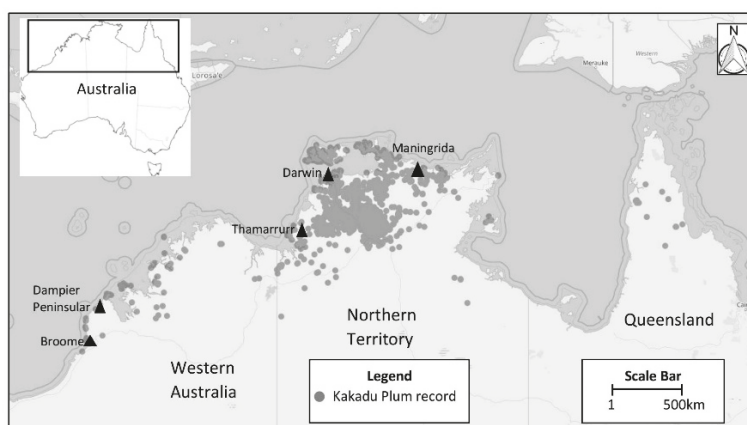 N
Australia
Lorosa'e
Merauke
Western
Maningrida
Darwin
Thamarrurr
Dampier
Peninsular
Broome
Western
Australia
Northern
Territory
Queensland
Legend
Kakadu Plum record
Scale Bar
1 500km